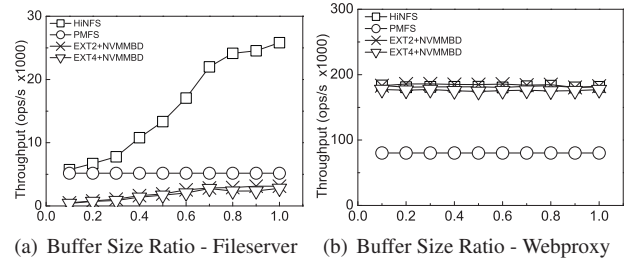 HiNFS
PMFS
EXT2+NVMMBD
EXT4+NVMMBD
Throughput (ops/s x1000)
30
20
10
0
0.0 0.2 0.4 0.6 0.8 1.0
(a) Buffer Size Ratio - Fileserver
HiNFS
PMFS
EXT2+NVMMBD
EXT4+NVMMBD
Throughput (ops/s x1000)
300
200
100
0
0.0 0.2 0.4 0.6 0.8 1.0
(b) Buffer Size Ratio - Webproxy